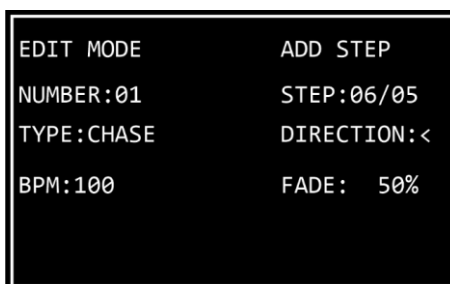 EDIT MODE ADD STEP
NUMBER:01 STEP:06/05
TYPE:CHASE DIRECTION:<
BPM:100 FADE: 50%